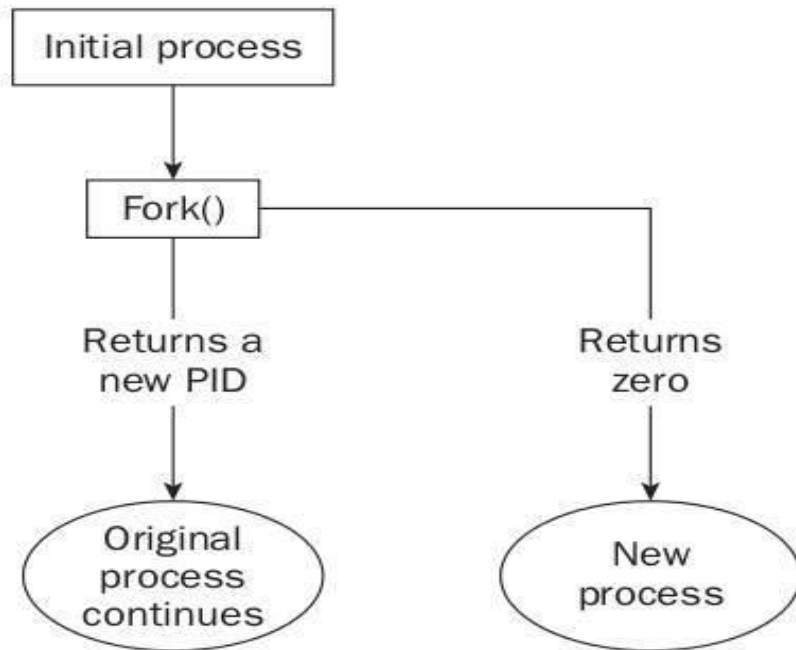 Initial process
Fork()
Returns a
new PID
Returns
zero
Original
process
continues
New
process